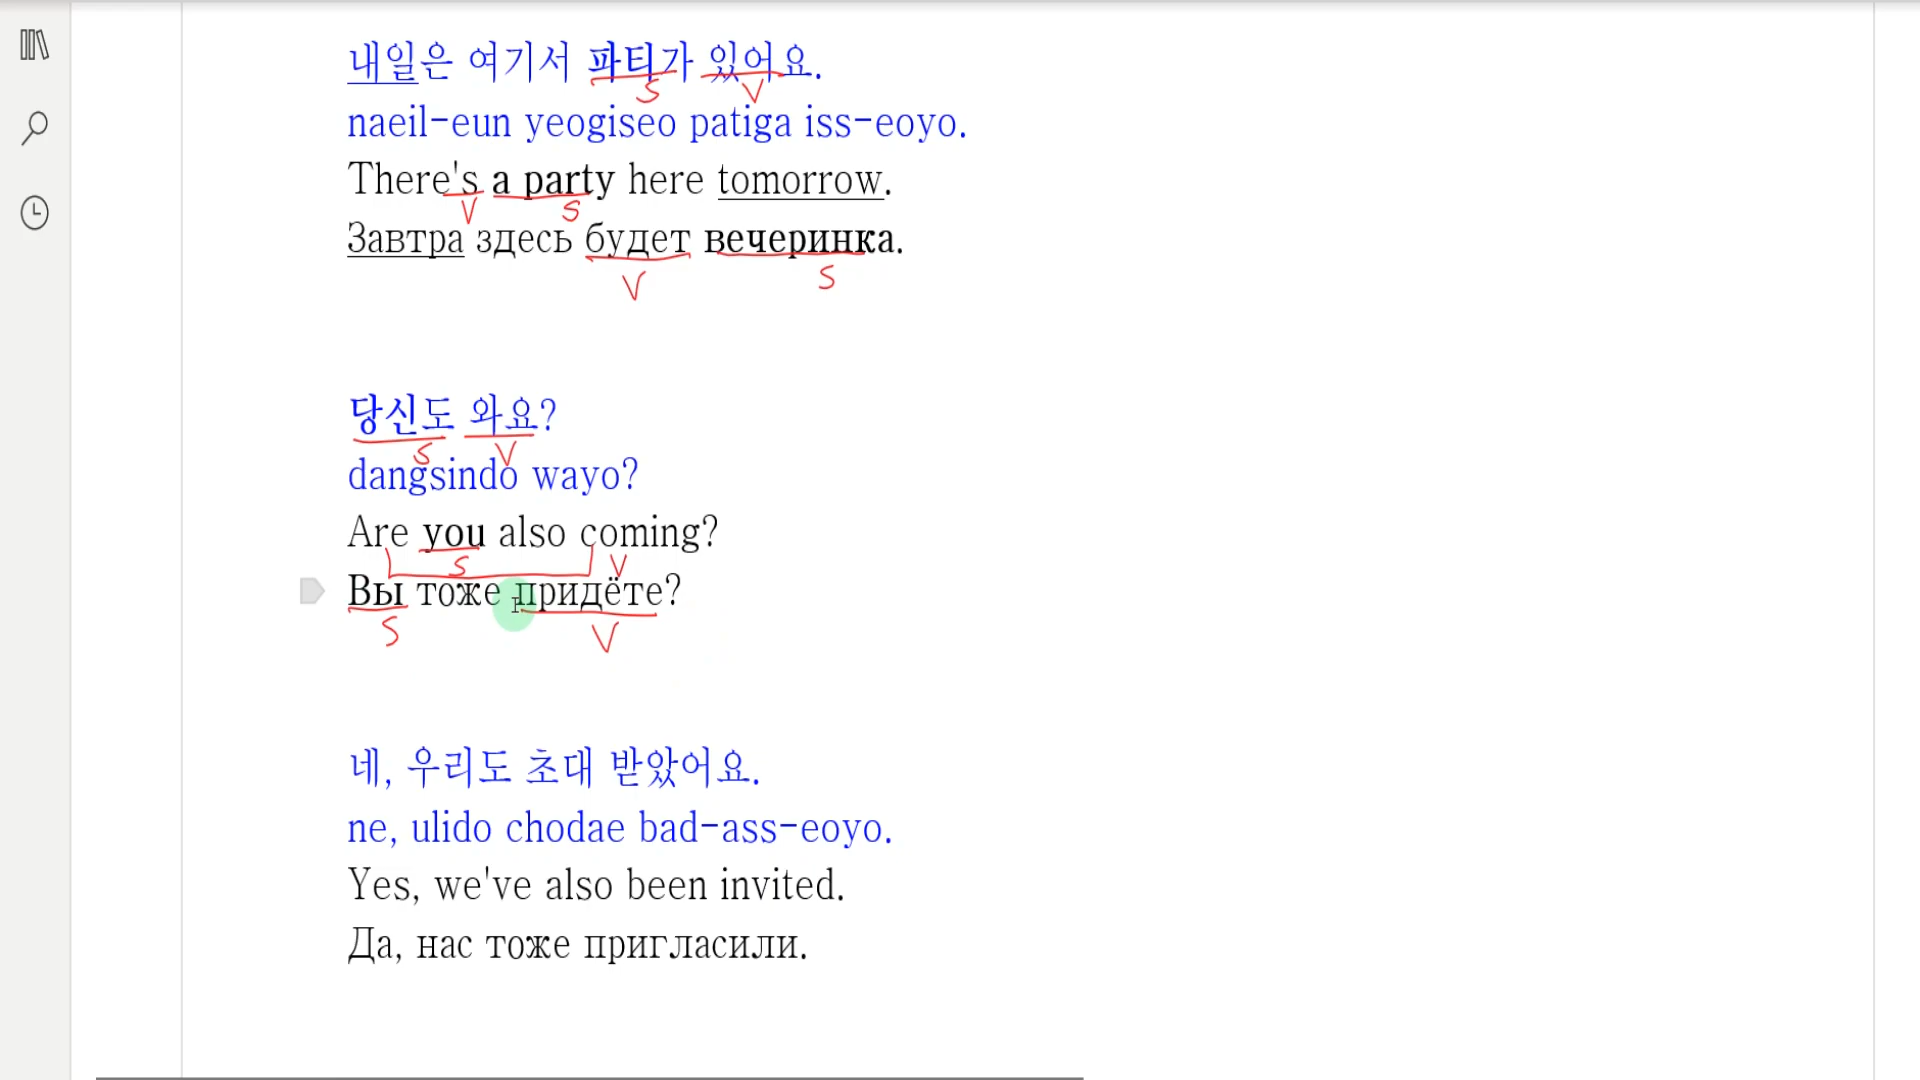 내일은 여기서 파티가 있어요.
S V
naeil-eun yeogiseo patiga iss-eoyo.
There's a party here tomorrow.
V S
Завтра здесь будет вечеринка.
V S
당신도 와요?
S V
dangsindo wayo?
Are you also coming?
S V
Вы тоже придёте?
S V
네, 우리도 초대 받았어요.
ne, ulido chodae bad-ass-eoyo.
Yes, we've also been invited.
Да, нас тоже пригласили.